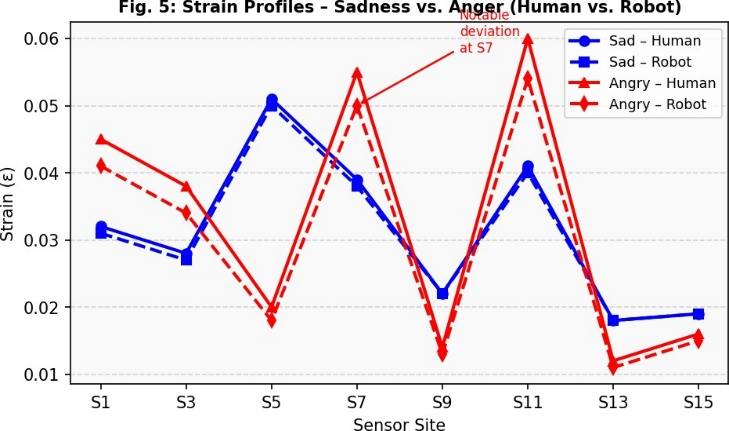 Fig. 5: Strain Profiles – Sadness vs. Anger (Human vs. Robot)
Notable
deviation
at S7
Sad – Human
Sad – Robot
Angry – Human
Angry – Robot
Strain (ε)
0.06
0.05
0.04
0.03
0.02
0.01
S1 S3 S5 S7 S9 S11 S13 S15
Sensor Site